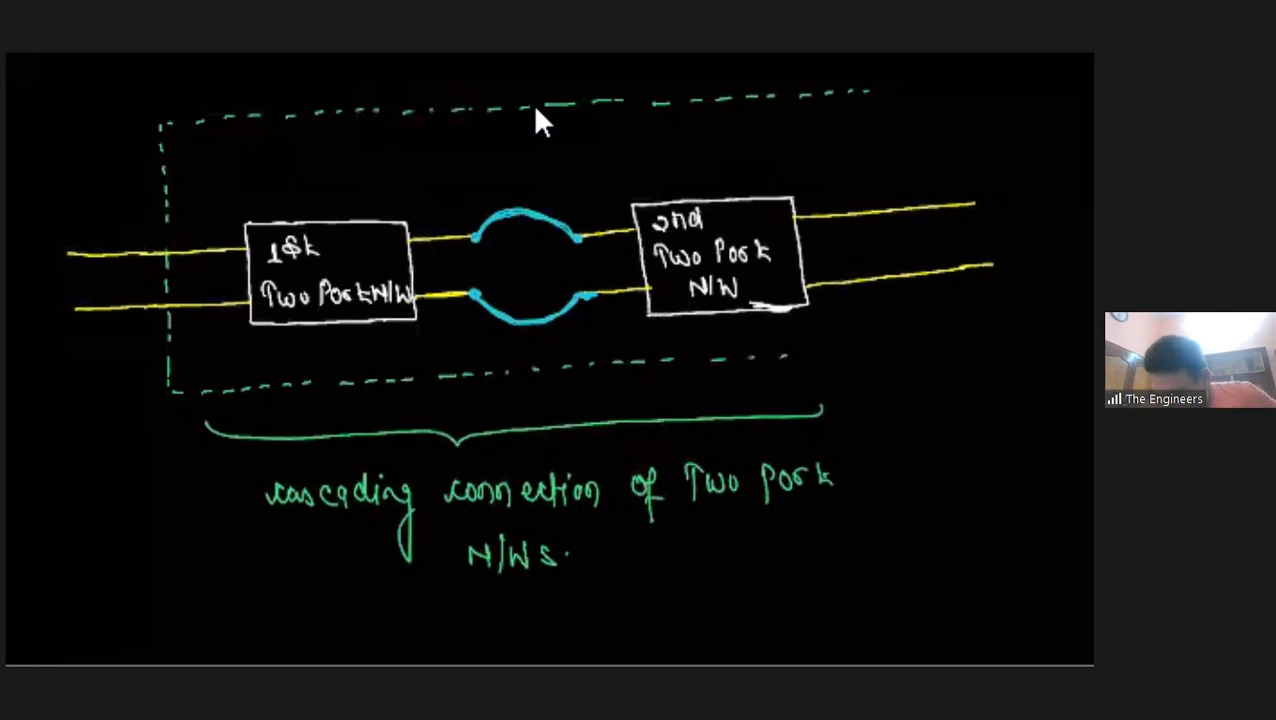 1st
Two Port N/W
2nd
Two Port
N/W
cascading connection of Two port
N/Ws.
The Engineers